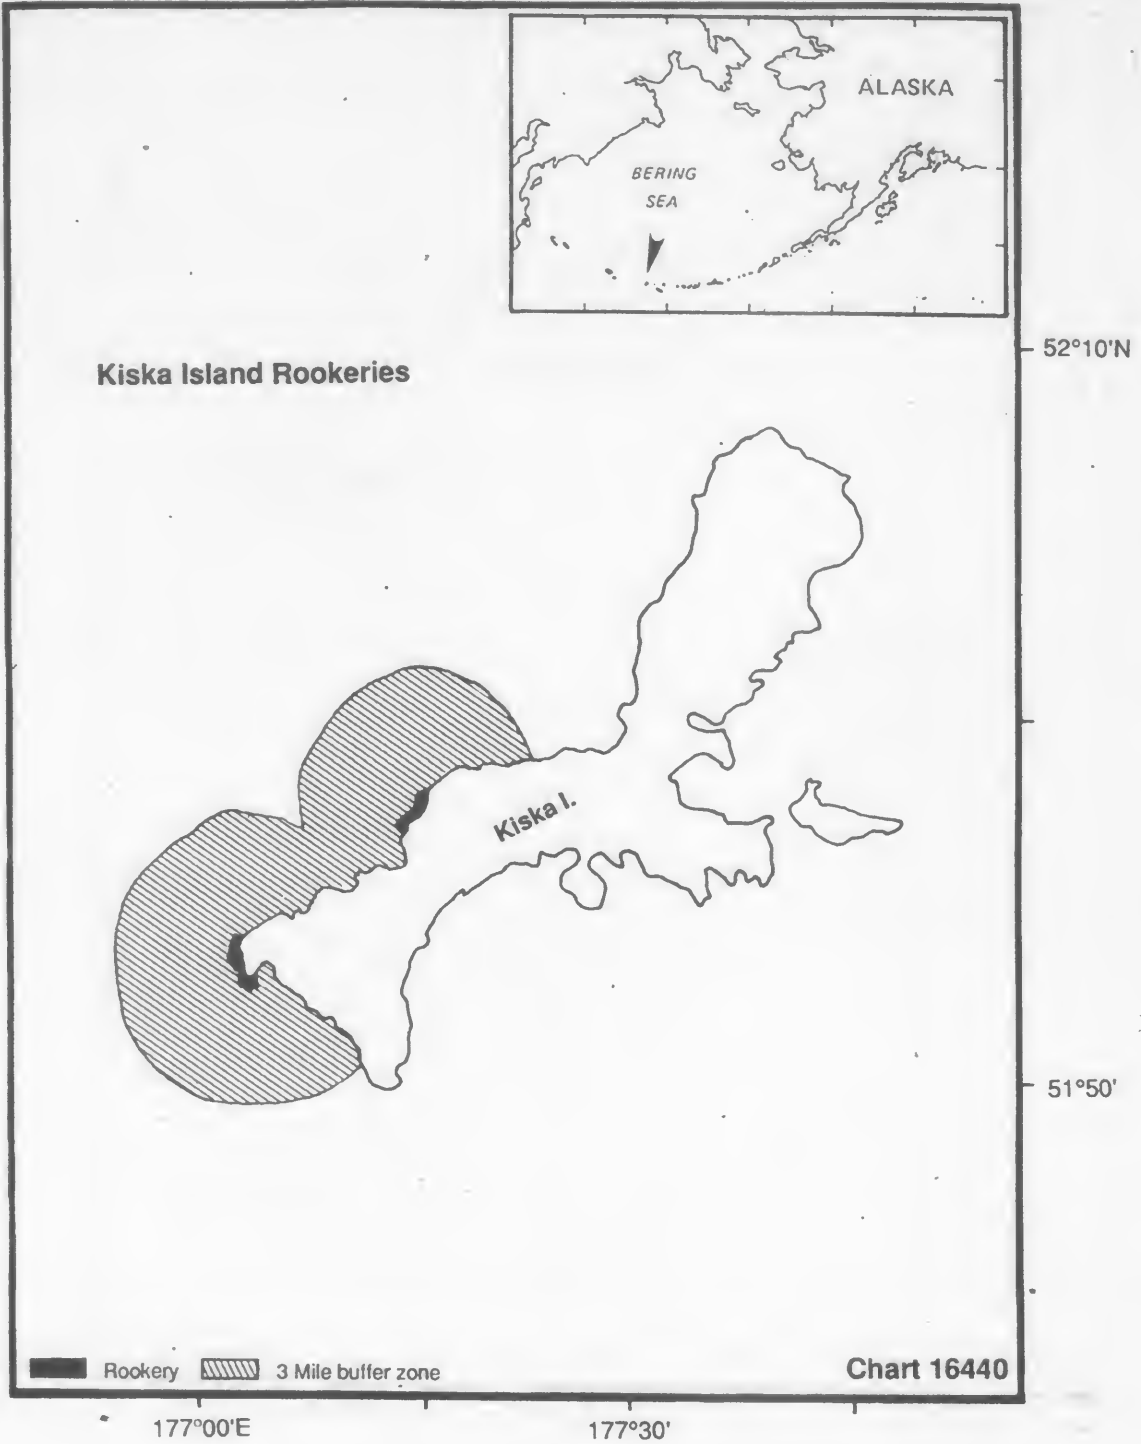 ALASKA
BERING
SEA
52°10'N
Kiska Island Rookeries
Kiska I.
51°50'
Rookery
3 Mile buffer zone
Chart 16440
177°00'E
177°30'